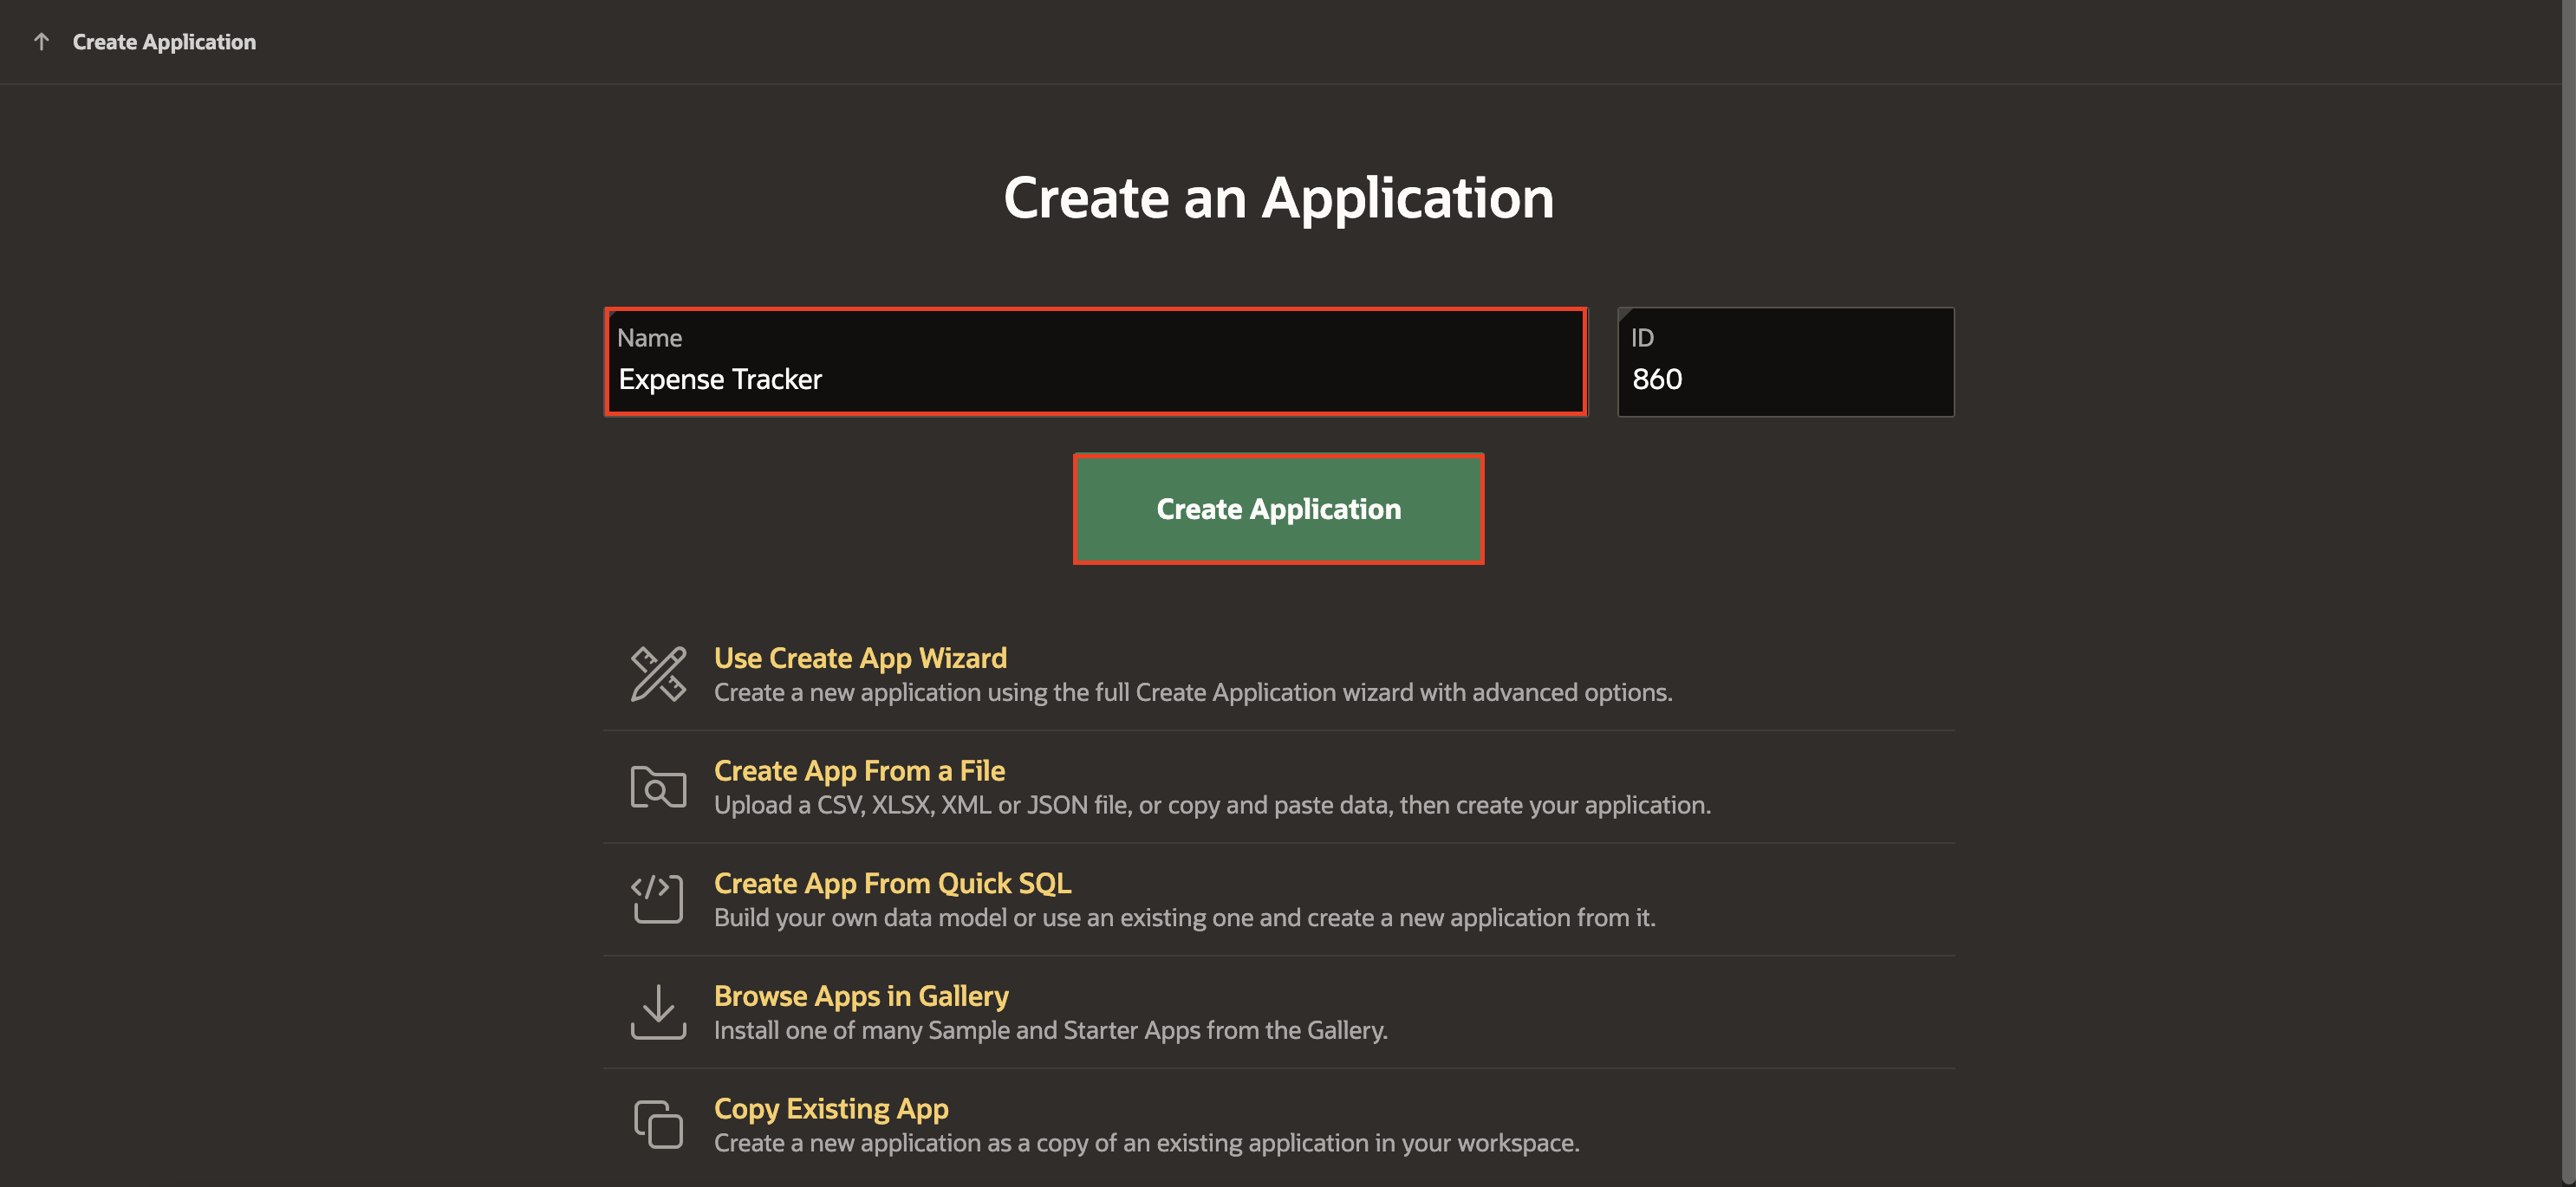 Create Application
Create an Application
Name
Expense Tracker
ID
860
Create Application
Use Create App Wizard
Create a new application using the full Create Application wizard with advanced options.
Create App From a File
Upload a CSV, XLSX, XML or JSON file, or copy and paste data, then create your application.
Create App From Quick SQL
Build your own data model or use an existing one and create a new application from it.
Browse Apps in Gallery
Install one of many Sample and Starter Apps from the Gallery.
Copy Existing App
Create a new application as a copy of an existing application in your workspace.